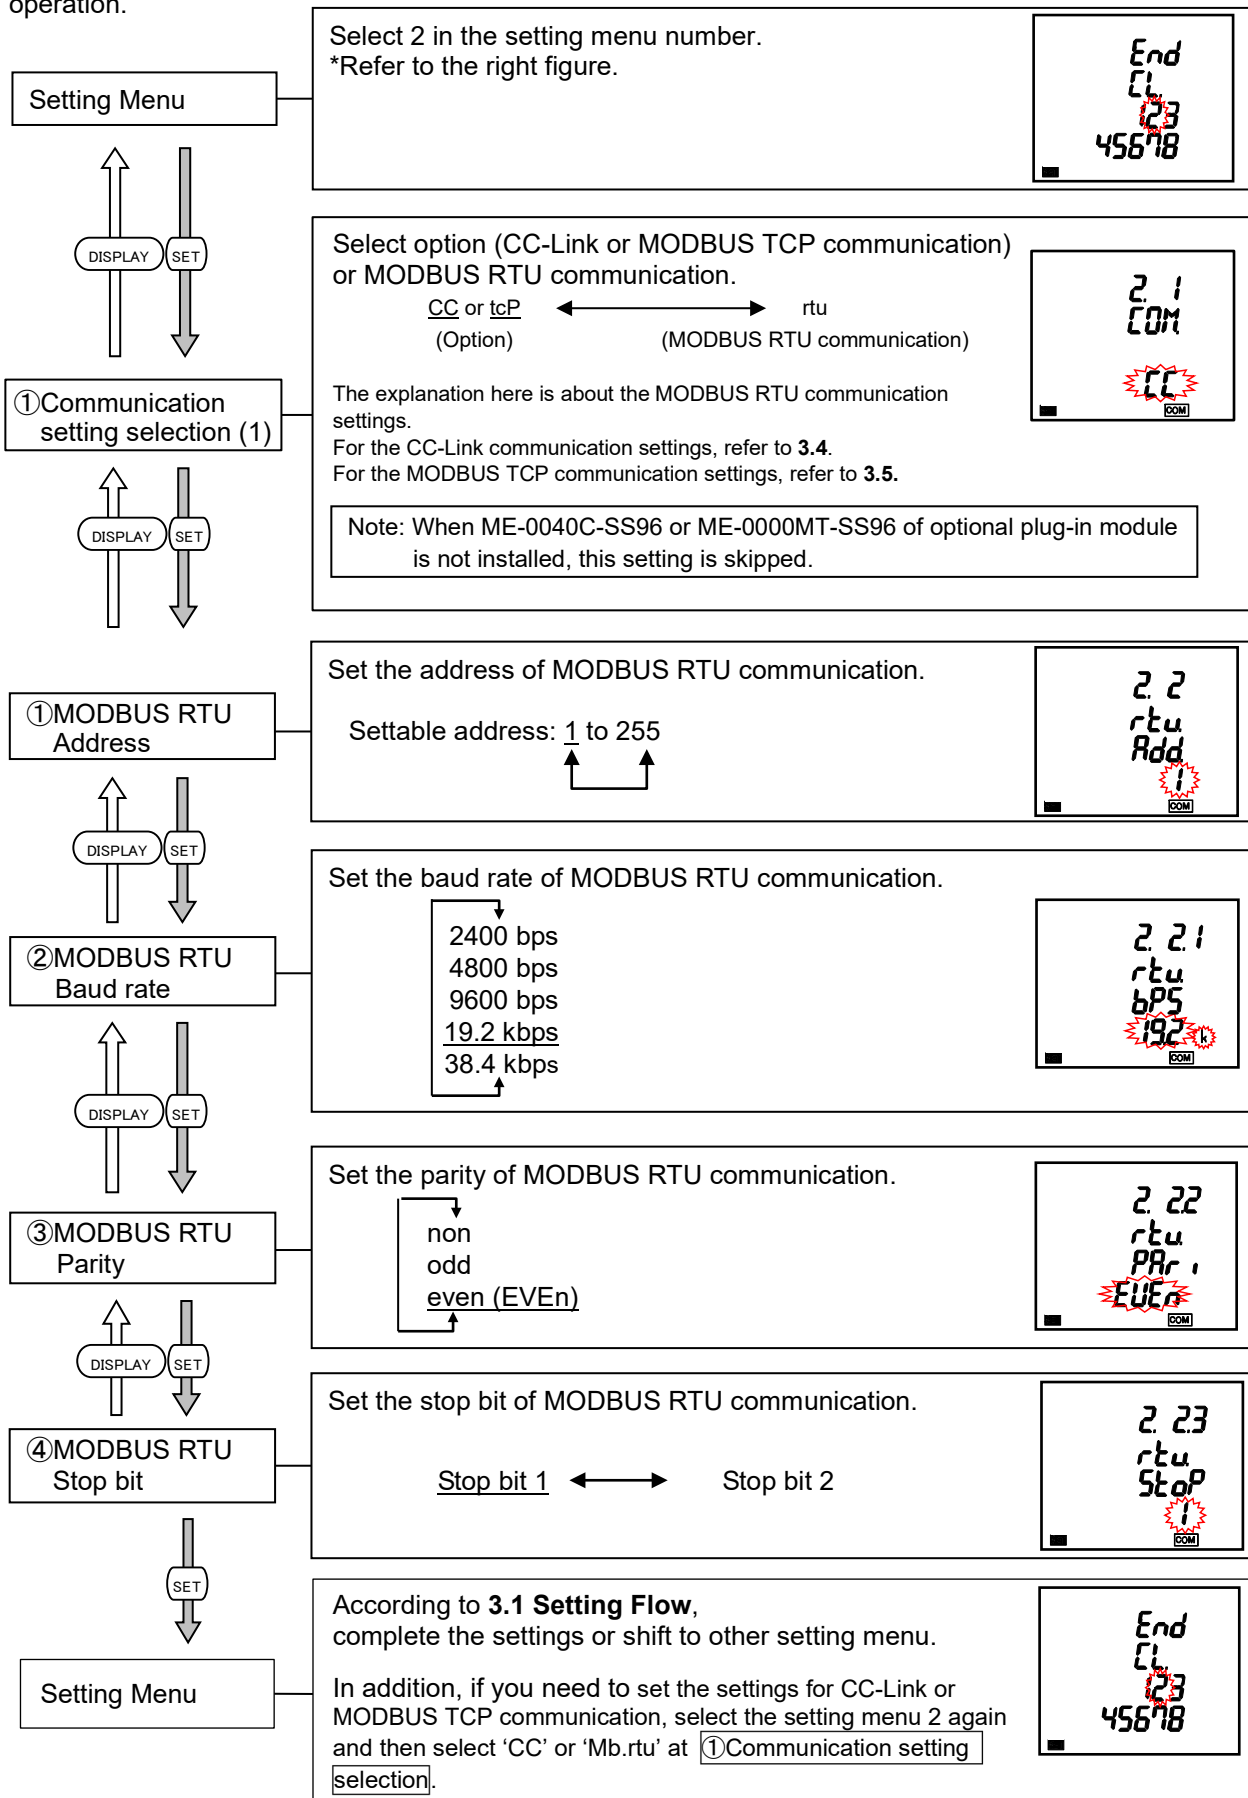 operation.
Setting Menu
Select 2 in the setting menu number.
*Refer to the right figure.
End
CL.
123
45678
DISPLAY
SET
①Communication
setting selection (1)
Select option (CC-Link or MODBUS TCP communication)
or MODBUS RTU communication.
CC or tcP
rtu
(Option)
(MODBUS RTU communication)
The explanation here is about the MODBUS RTU communication
settings.
For the CC-Link communication settings, refer to 3.4.
For the MODBUS TCP communication settings, refer to 3.5.
Note: When ME-0040C-SS96 or ME-0000MT-SS96 of optional plug-in module
is not installed, this setting is skipped.
2. 1
COM.
CC
COM
DISPLAY
SET
①MODBUS RTU
Address
Set the address of MODBUS RTU communication.
Settable address: 1 to 255
2. 2
rtu.
Add.
1
COM
DISPLAY
SET
②MODBUS RTU
Baud rate
Set the baud rate of MODBUS RTU communication.
2400 bps
4800 bps
9600 bps
19.2 kbps
38.4 kbps
2. 2.1
rtu.
bPS
19.2 k
COM
DISPLAY
SET
③MODBUS RTU
Parity
Set the parity of MODBUS RTU communication.
non
odd
even (EVEn)
2. 2.2
rtu.
PAri
EVEn
COM
DISPLAY
SET
④MODBUS RTU
Stop bit
Set the stop bit of MODBUS RTU communication.
Stop bit 1
Stop bit 2
2. 2.3
rtu.
StoP
1
COM
SET
Setting Menu
According to 3.1 Setting Flow,
complete the settings or shift to other setting menu.
In addition, if you need to set the settings for CC-Link or
MODBUS TCP communication, select the setting menu 2 again
and then select ‘CC’ or ‘Mb.rtu’ at ①Communication setting
selection.
End
CL.
123
45678